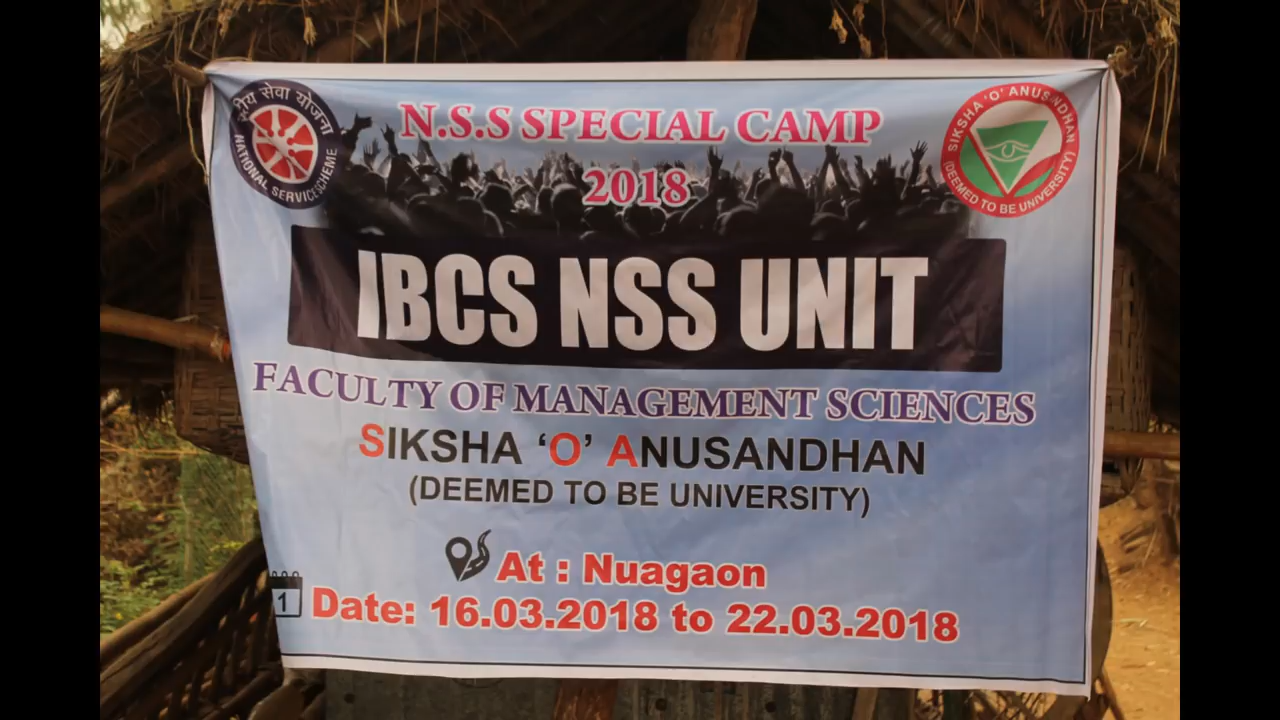 राष्ट्रीय सेवा योजना
NATIONAL SERVICE SCHEME
N.S.S SPECIAL CAMP
2018
SIKSHA 'O' ANUSANDHAN
(DEEMED TO BE UNIVERSITY)
IBCS NSS UNIT
FACULTY OF MANAGEMENT SCIENCES
SIKSHA ‘O’ ANUSANDHAN
(DEEMED TO BE UNIVERSITY)
At : Nuagaon
1
Date: 16.03.2018 to 22.03.2018